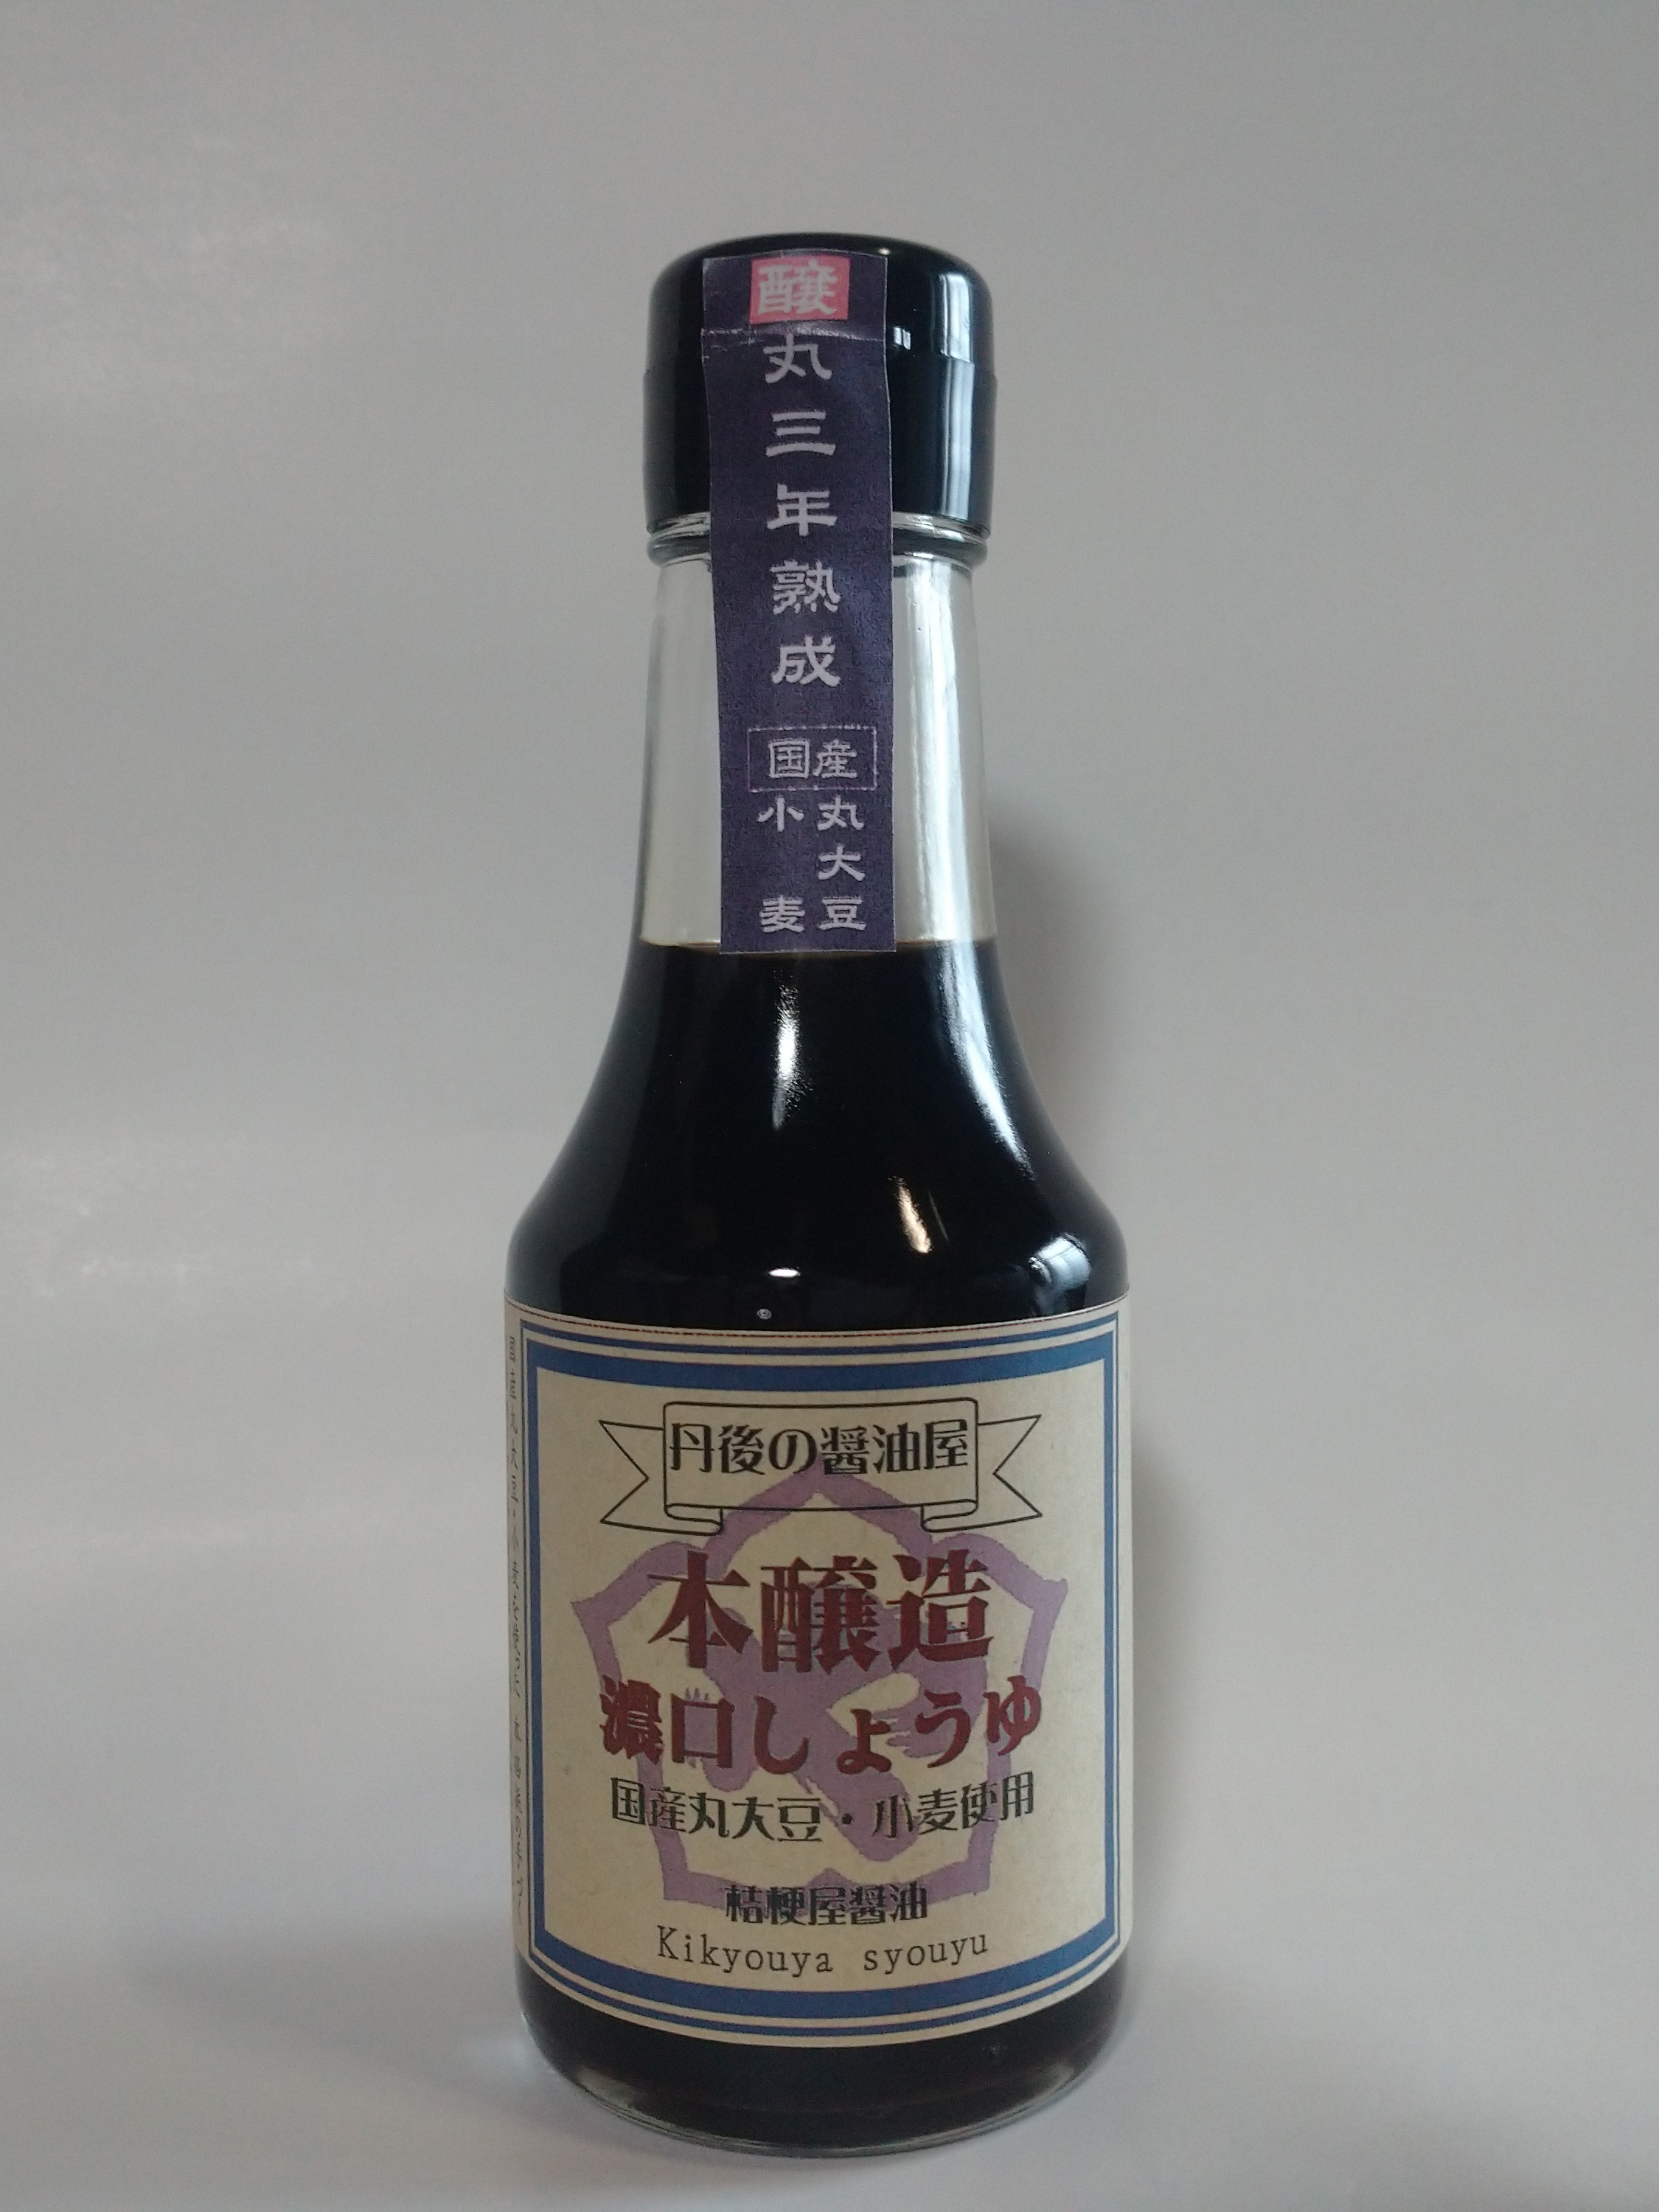 醸
丸三年熟成
国産
丸大豆
小麦
丹後の醤油屋
本醸造
濃口しょうゆ
国産丸大豆・小麦使用
桔梗屋醤油
Kikyouya syouyu